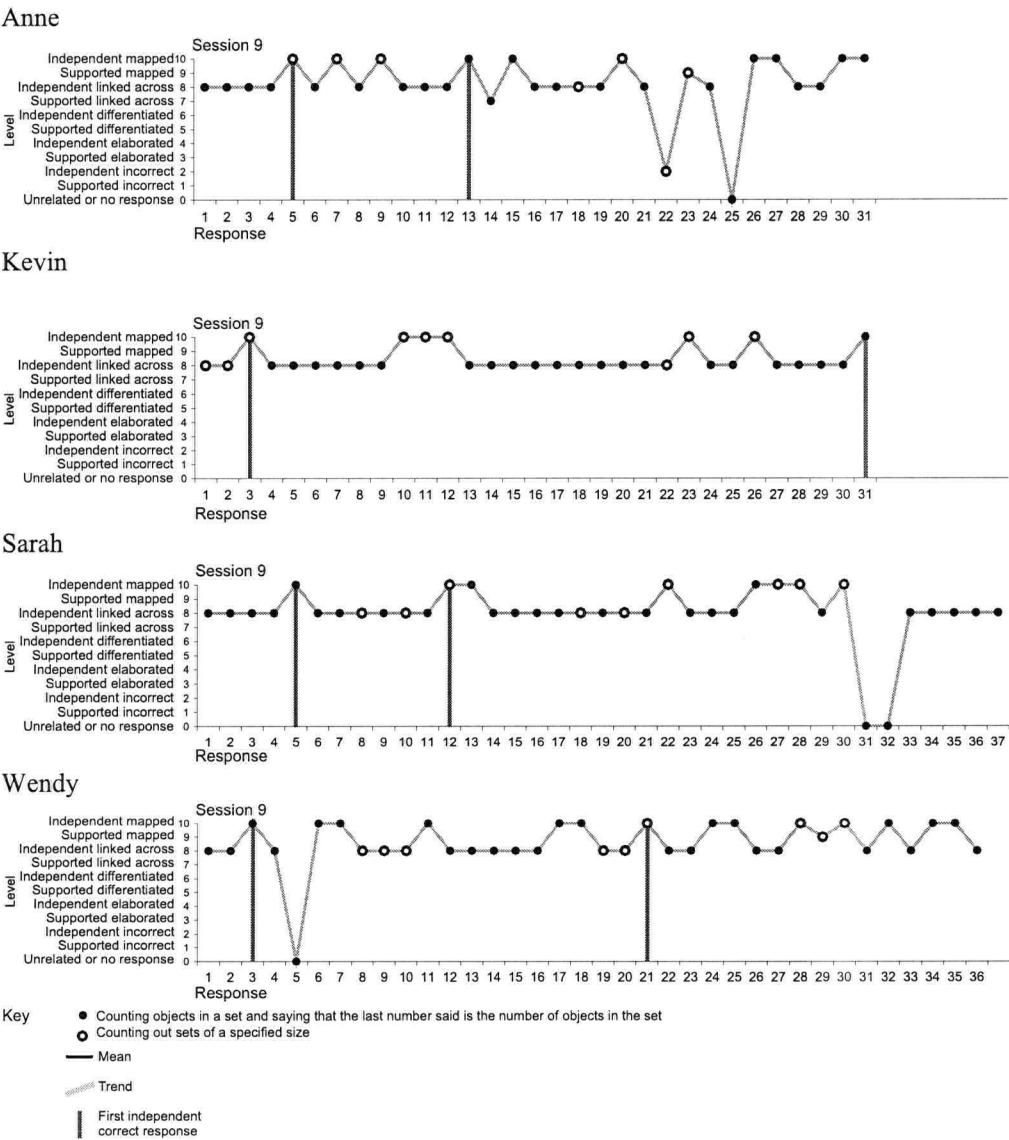 Anne
Session 9
Independent mapped 10
Supported mapped 9
Independent linked across 8
Supported linked across 7
Independent differentiated 6
Supported differentiated 5
Independent elaborated 4
Supported elaborated 3
Independent incorrect 2
Supported incorrect 1
Unrelated or no response 0
Level
1 2 3 4 5 6 7 8 9 10 11 12 13 14 15 16 17 18 19 20 21 22 23 24 25 26 27 28 29 30 31
Response
Kevin
Session 9
Independent mapped 10
Supported mapped 9
Independent linked across 8
Supported linked across 7
Independent differentiated 6
Supported differentiated 5
Independent elaborated 4
Supported elaborated 3
Independent incorrect 2
Supported incorrect 1
Unrelated or no response 0
Level
1 2 3 4 5 6 7 8 9 10 11 12 13 14 15 16 17 18 19 20 21 22 23 24 25 26 27 28 29 30 31
Response
Sarah
Session 9
Independent mapped 10
Supported mapped 9
Independent linked across 8
Supported linked across 7
Independent differentiated 6
Supported differentiated 5
Independent elaborated 4
Supported elaborated 3
Independent incorrect 2
Supported incorrect 1
Unrelated or no response 0
Level
1 2 3 4 5 6 7 8 9 10 11 12 13 14 15 16 17 18 19 20 21 22 23 24 25 26 27 28 29 30 31 32 33 34 35 36 37
Response
Wendy
Session 9
Independent mapped 10
Supported mapped 9
Independent linked across 8
Supported linked across 7
Independent differentiated 6
Supported differentiated 5
Independent elaborated 4
Supported elaborated 3
Independent incorrect 2
Supported incorrect 1
Unrelated or no response 0
Level
1 2 3 4 5 6 7 8 9 10 11 12 13 14 15 16 17 18 19 20 21 22 23 24 25 26 27 28 29 30 31 32 33 34 35 36
Response
Key
Counting objects in a set and saying that the last number said is the number of objects in the set
Counting out sets of a specified size
Mean
Trend
First independent
correct response